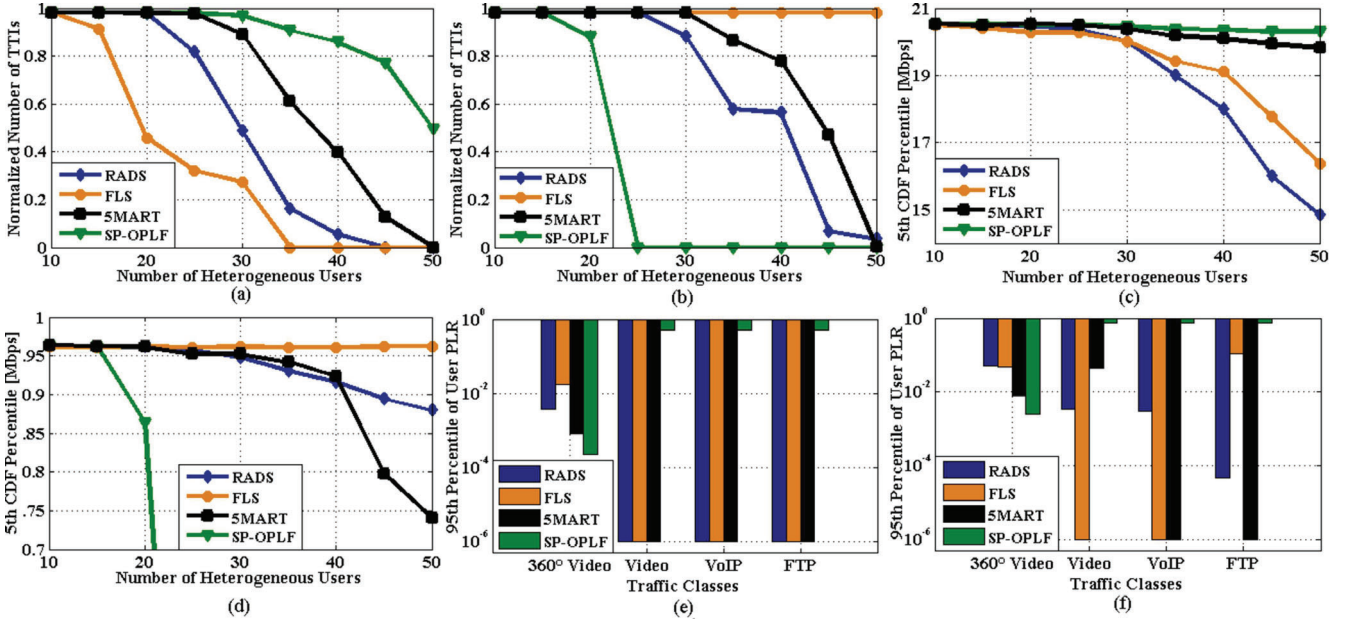 Normalized Number of TTIs
1
0.8
0.6
0.4
0.2
0
RADS
FLS
5MART
SP-OPLF
10 20 30 40 50
Number of Heterogeneous Users
(a)
Normalized Number of TTIs
1
0.8
0.6
0.4
0.2
0
RADS
FLS
5MART
SP-OPLF
10 20 30 40 50
Number of Heterogeneous Users
(b)
5th CDF Percentile [Mbps]
21
19
17
15
RADS
FLS
5MART
SP-OPLF
10 20 30 40 50
Number of Heterogeneous Users
(c)
5th CDF Percentile [Mbps]
1
.95
0.9
.85
0.8
.75
0.7
RADS
FLS
5MART
SP-OPLF
10 20 30 40 50
Number of Heterogeneous Users
(d)
95th Percentile of User PLR
10^0
10^-2
10^-4
10^-6
RADS
FLS
5MART
SP-OPLF
360° Video Video VoIP FTP
Traffic Classes
(e)
95th Percentile of User PLR
10^0
10^-2
10^-4
10^-6
RADS
FLS
5MART
SP-OPLF
360° Video Video VoIP FTP
Traffic Classes
(f)